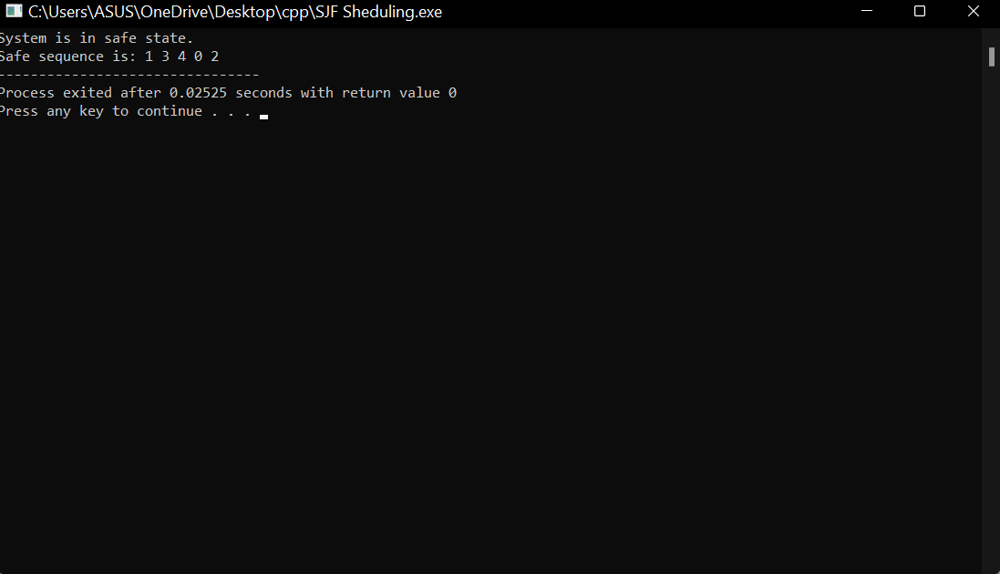 C:\Users\ASUS\OneDrive\Desktop\cpp\SJF Sheduling.exe
System is in safe state.
Safe sequence is: 1 3 4 0 2
--------------------------------
Process exited after 0.02525 seconds with return value 0
Press any key to continue . . .